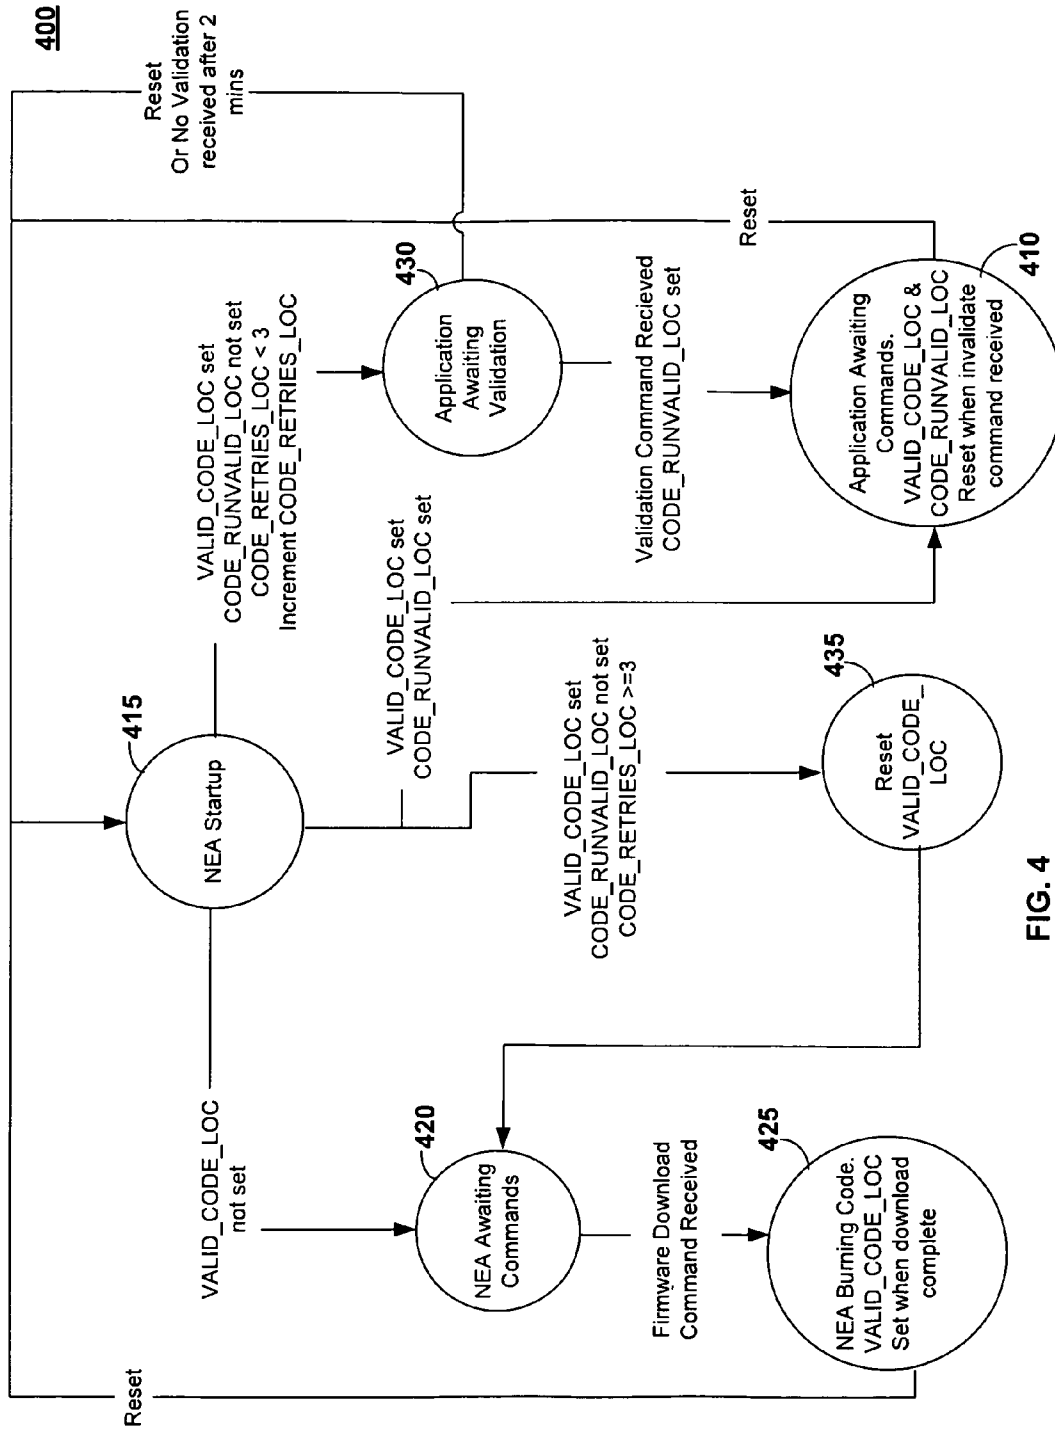 400
Reset
Or No Validation
received after 2
mins
Reset
415
NEA Startup
VALID_CODE_LOC
not set
VALID_CODE_LOC set
CODE_RUNVALID_LOC not set
CODE_RETRIES_LOC < 3
Increment CODE_RETRIES_LOC
430
Application
Awaiting
Validation
VALID_CODE_LOC set
CODE_RUNVALID_LOC set
VALID_CODE_LOC set
CODE_RUNVALID_LOC not set
CODE_RETRIES_LOC >=3
420
NEA Awaiting
Commands
Validation Command Recieved
CODE_RUNVALID_LOC set
Reset
Firmware Download
Command Received
425
NEA Burning Code.
VALID_CODE_LOC
Set when download
complete
435
Reset
VALID_CODE_
LOC
410
Application Awaiting
Commands.
VALID_CODE_LOC &
CODE_RUNVALID_LOC
Reset when invalidate
command received
FIG. 4